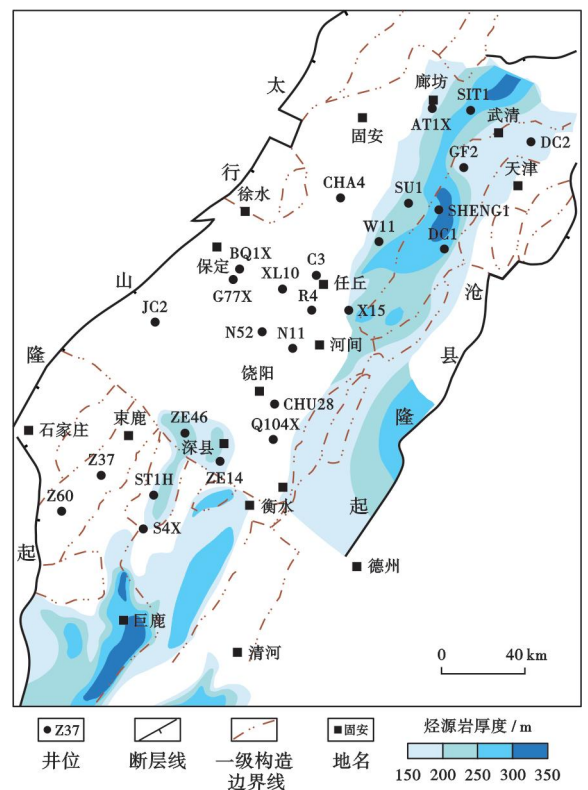 太
行
山
隆
起
廊坊
SIT1
AT1X
固安
武清
DC2
GF2
天津
CHA4
SU1
徐水
SHENG1
W11
DC1
保定
BQ1X
C3
XL10
任丘
沧
G77X
R4
X15
JC2
县
N52
N11
河间
饶阳
隆
CHU28
石家庄
束鹿
ZE46
Q104X
深县
Z37
ZE14
ST1H
起
Z60
衡水
S4X
德州
巨鹿
清河
0 40 km
Z37
固安
烃源岩厚度 / m
井位
断层线
一级构造
边界线
地名
150 200 250 300 350